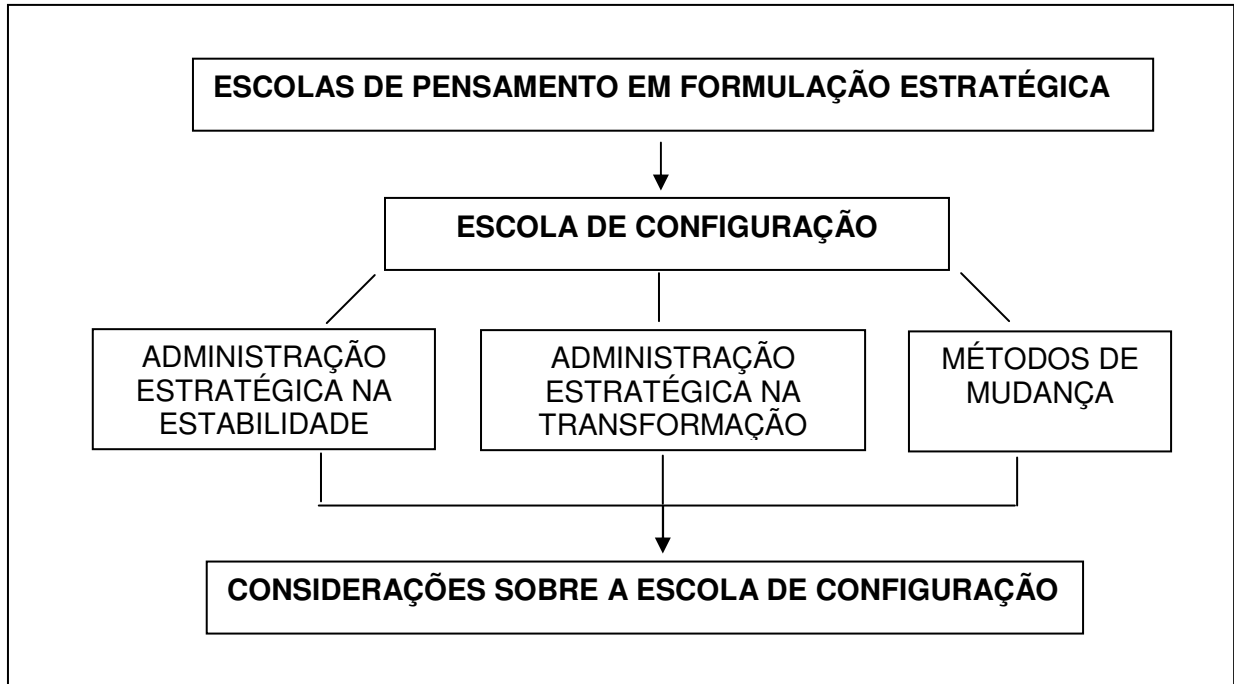 ESCOLAS DE PENSAMENTO EM FORMULAÇÃO ESTRATÉGICA
ESCOLA DE CONFIGURAÇÃO
ADMINISTRAÇÃO
ESTRATÉGICA NA
ESTABILIDADE
ADMINISTRAÇÃO
ESTRATÉGICA NA
TRANSFORMAÇÃO
MÉTODOS DE
MUDANÇA
CONSIDERAÇÕES SOBRE A ESCOLA DE CONFIGURAÇÃO